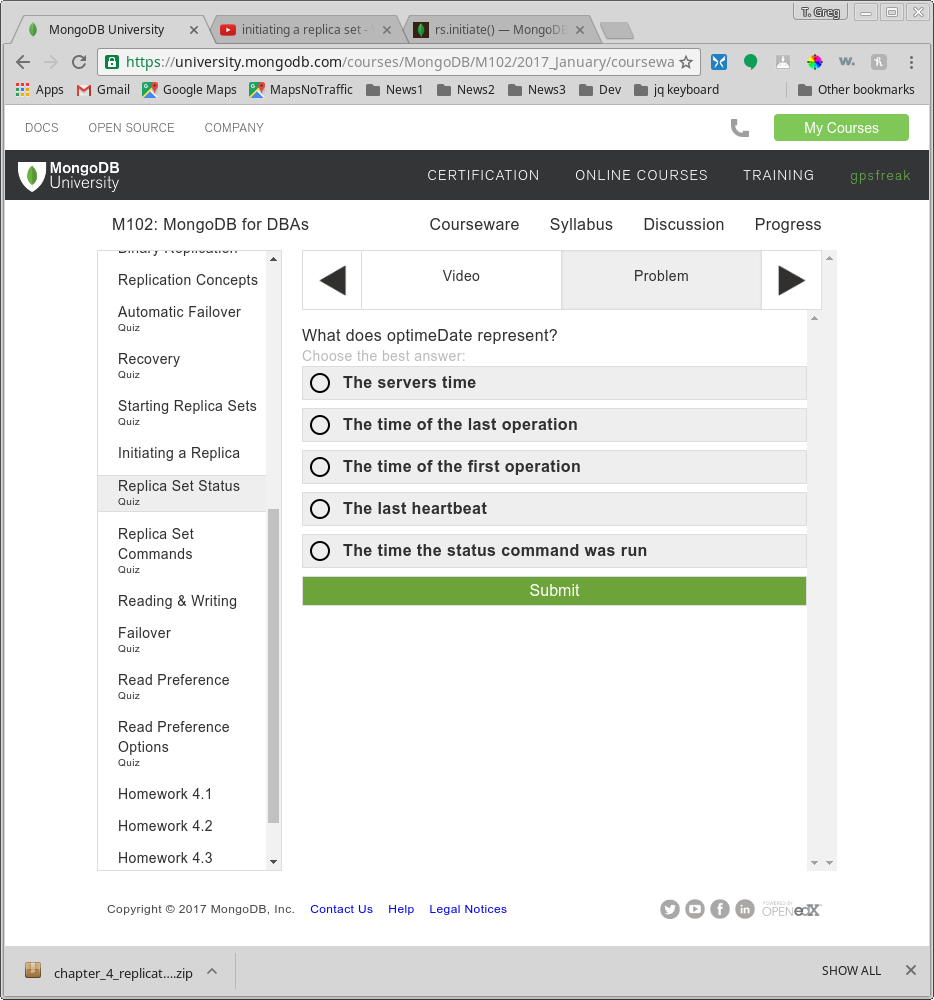 T. Greg
MongoDB University
initiating a replica set -
rs.initiate() — MongoDB
https://university.mongodb.com/courses/MongoDB/M102/2017_January/coursewa
Apps
Gmail
Google Maps
MapsNoTraffic
News1
News2
News3
Dev
jq keyboard
Other bookmarks
DOCS
OPEN SOURCE
COMPANY
My Courses
MongoDB
University
CERTIFICATION
ONLINE COURSES
TRAINING
gpsfreak
M102: MongoDB for DBAs
Courseware
Syllabus
Discussion
Progress
Binary Replication
Replication Concepts
Automatic Failover
Quiz
Recovery
Quiz
Starting Replica Sets
Quiz
Initiating a Replica
Replica Set Status
Quiz
Replica Set
Commands
Quiz
Reading & Writing
Failover
Quiz
Read Preference
Quiz
Read Preference
Options
Quiz
Homework 4.1
Homework 4.2
Homework 4.3
Video
Problem
What does optimeDate represent?
Choose the best answer:
The servers time
The time of the last operation
The time of the first operation
The last heartbeat
The time the status command was run
Submit
Copyright © 2017 MongoDB, Inc.
Contact Us
Help
Legal Notices
POWERED BY
OPEN edX
chapter_4_replicat....zip
SHOW ALL